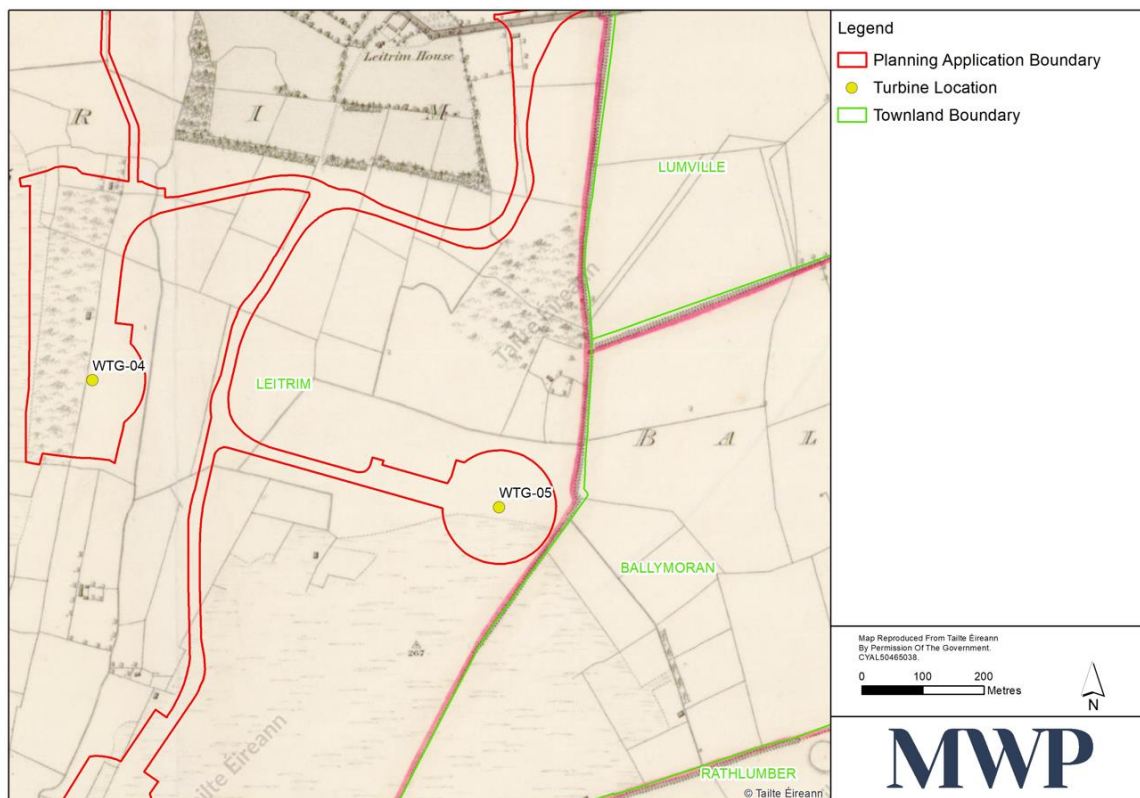 Leitrim House
R
I
M
LUMVILLE
Tailte Éireann
WTG-04
LEITRIM
B A L
WTG-05
BALLYMORAN
267
Tailte Éireann
RATHLUMBER
© Tailte Éireann
Legend
Planning Application Boundary
Turbine Location
Townland Boundary
Map Reproduced From Tailte Éireann
By Permission Of The Government.
CYAL50465038.
0 100 200
Metres
N
MWP